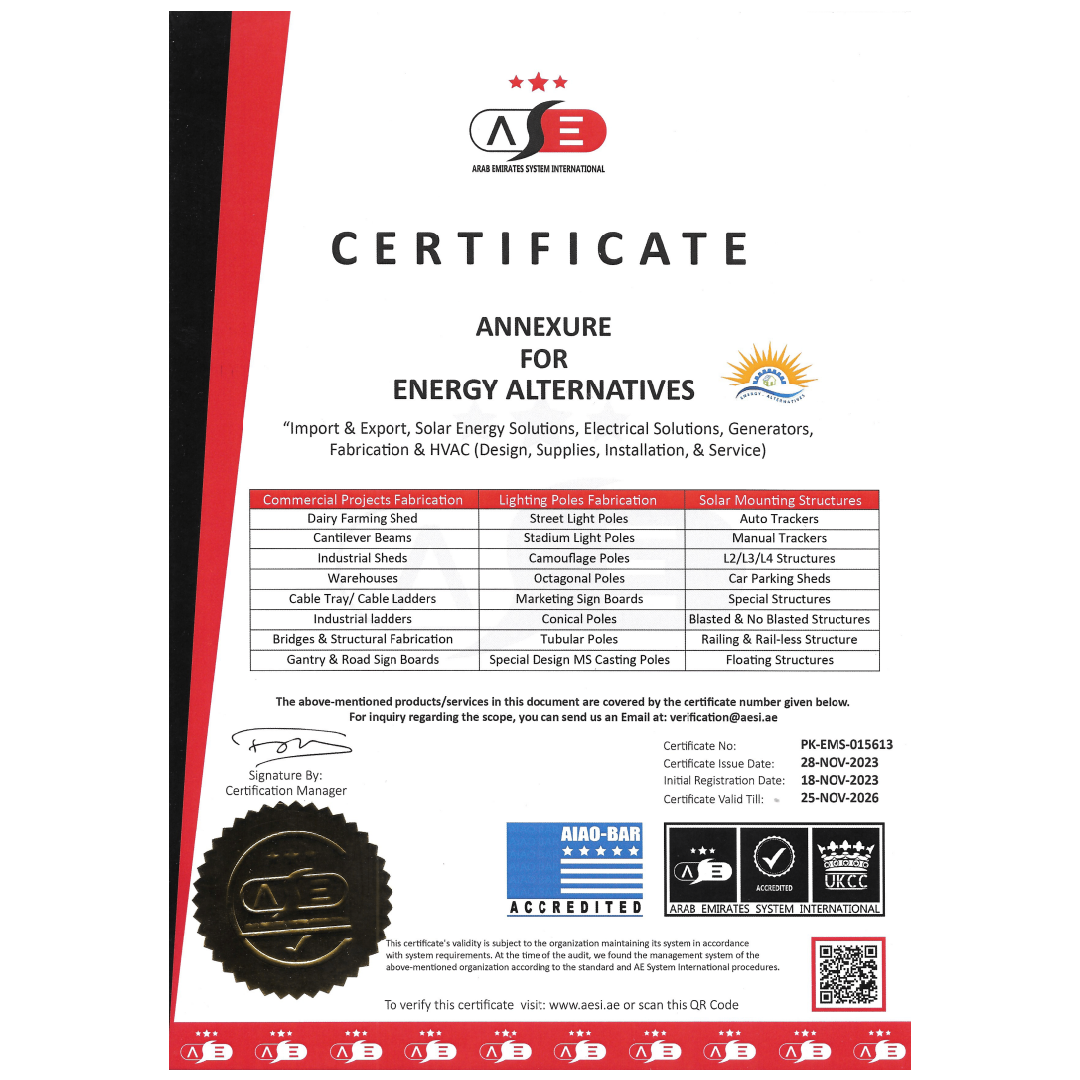 ASE
ARAB EMIRATES SYSTEM INTERNATIONAL
CERTIFICATE
ANNEXURE
FOR
ENERGY ALTERNATIVES
ENERGY - ALTERNATIVES
“Import & Export, Solar Energy Solutions, Electrical Solutions, Generators,
Fabrication & HVAC (Design, Supplies, Installation, & Service)
Commercial Projects Fabrication Lighting Poles Fabrication Solar Mounting Structures
Dairy Farming Shed Street Light Poles Auto Trackers
Cantilever Beams Stadium Light Poles Manual Trackers
Industrial Sheds Camouflage Poles L2/L3/L4 Structures
Warehouses Octagonal Poles Car Parking Sheds
Cable Tray/ Cable Ladders Marketing Sign Boards Special Structures
Industrial ladders Conical Poles Blasted & No Blasted Structures
Bridges & Structural Fabrication Tubular Poles Railing & Rail-less Structure
Gantry & Road Sign Boards Special Design MS Casting Poles Floating Structures
The above-mentioned products/services in this document are covered by the certificate number given below.
For inquiry regarding the scope, you can send us an Email at: verification@aesi.ae
Signature By:
Certification Manager
Certificate No: PK-EMS-015613
Certificate Issue Date: 28-NOV-2023
Initial Registration Date: 18-NOV-2023
Certificate Valid Till: 25-NOV-2026
ASE
AIAO-BAR
ACCREDITED
ASE
ACCREDITED
UKCC
ARAB EMIRATES SYSTEM INTERNATIONAL
This certificate's validity is subject to the organization maintaining its system in accordance
with system requirements. At the time of the audit, we found the management system of the
above-mentioned organization according to the standard and AE System International procedures.
To verify this certificate visit: www.aesi.ae or scan this QR Code
ASE ASE ASE ASE ASE ASE ASE ASE ASE ASE